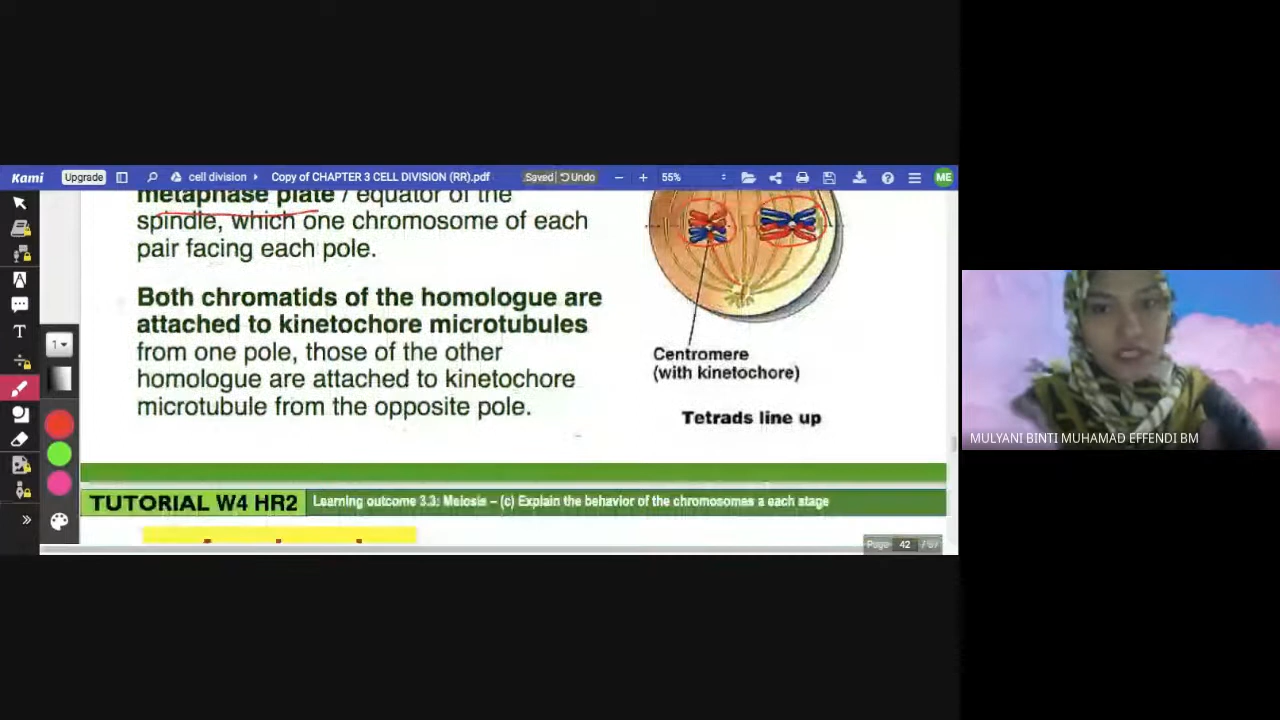 Kami Upgrade cell division Copy of CHAPTER 3 CELL DIVISION (RR).pdf Saved Undo 55% ME
metaphase plate / equator of the
spindle, which one chromosome of each
pair facing each pole.
Both chromatids of the homologue are
attached to kinetochore microtubules
from one pole, those of the other
homologue are attached to kinetochore
microtubule from the opposite pole.
Centromere
(with kinetochore)
Tetrads line up
1
TUTORIAL W4 HR2 Learning outcome 3.3: Meiosis – (c) Explain the behavior of the chromosomes a each stage
Page 42
MULYANI BINTI MUHAMAD EFFENDI BM